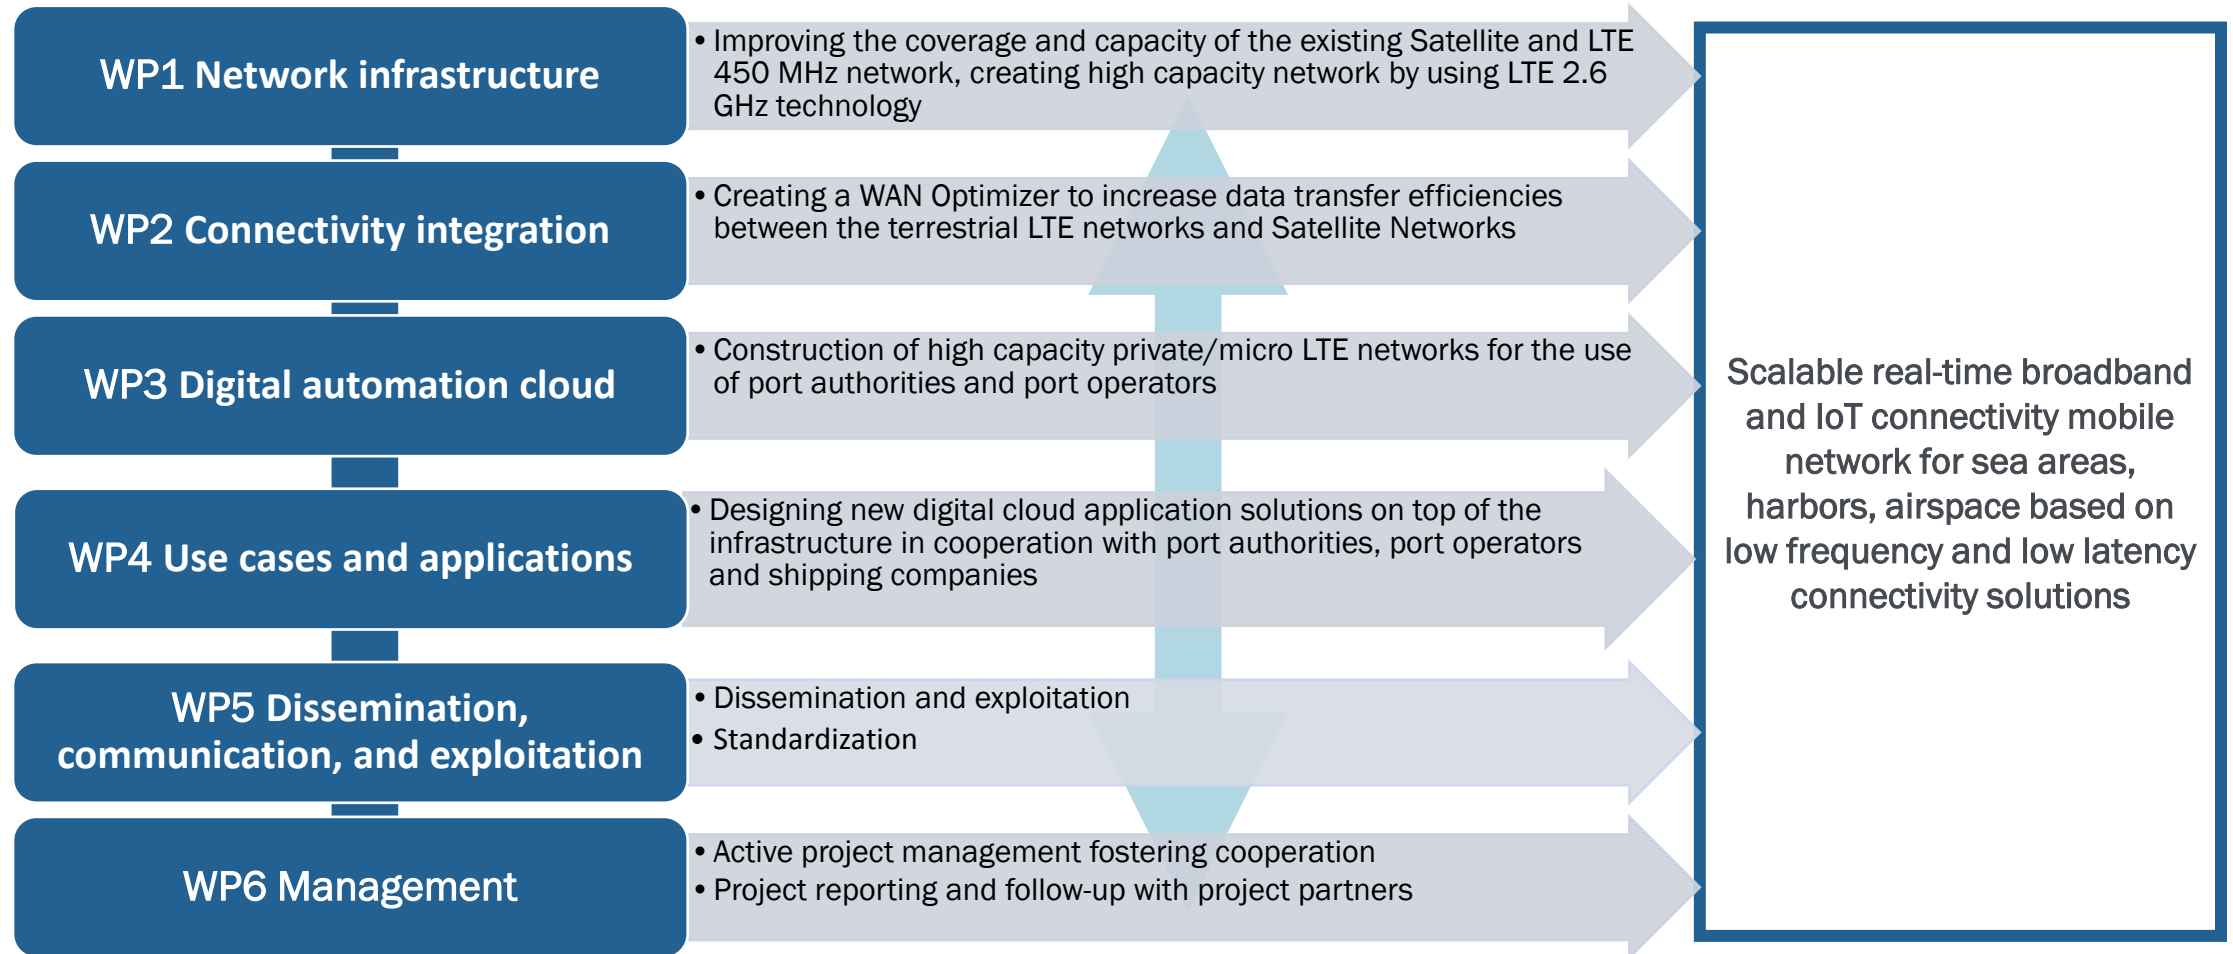 WP1 Network infrastructure
• Improving the coverage and capacity of the existing Satellite and LTE
450 MHz network, creating high capacity network by using LTE 2.6
GHz technology
WP2 Connectivity integration
• Creating a WAN Optimizer to increase data transfer efficiencies
between the terrestrial LTE networks and Satellite Networks
WP3 Digital automation cloud
• Construction of high capacity private/micro LTE networks for the use
of port authorities and port operators
WP4 Use cases and applications
• Designing new digital cloud application solutions on top of the
infrastructure in cooperation with port authorities, port operators
and shipping companies
WP5 Dissemination,
communication, and exploitation
• Dissemination and exploitation
• Standardization
WP6 Management
• Active project management fostering cooperation
• Project reporting and follow-up with project partners
Scalable real-time broadband
and IoT connectivity mobile
network for sea areas,
harbors, airspace based on
low frequency and low latency
connectivity solutions